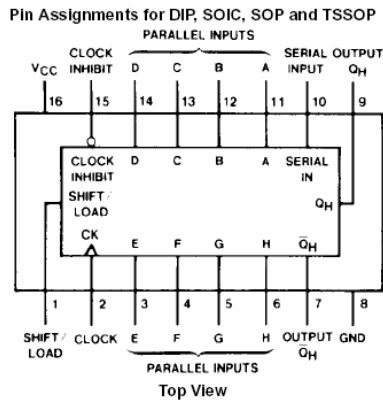 Pin Assignments for DIP, SOIC, SOP and TSSOP
PARALLEL INPUTS
VCC CLOCK INHIBIT D C B A SERIAL INPUT OUTPUT QH
16 15 14 13 12 11 10 9
CLOCK INHIBIT D C B A SERIAL IN
SHIFT/ LOAD QH
CK
E F G H Q̅H
1 2 3 4 5 6 7 8
SHIFT/ LOAD CLOCK E F G H OUTPUT Q̅H GND
PARALLEL INPUTS
Top View